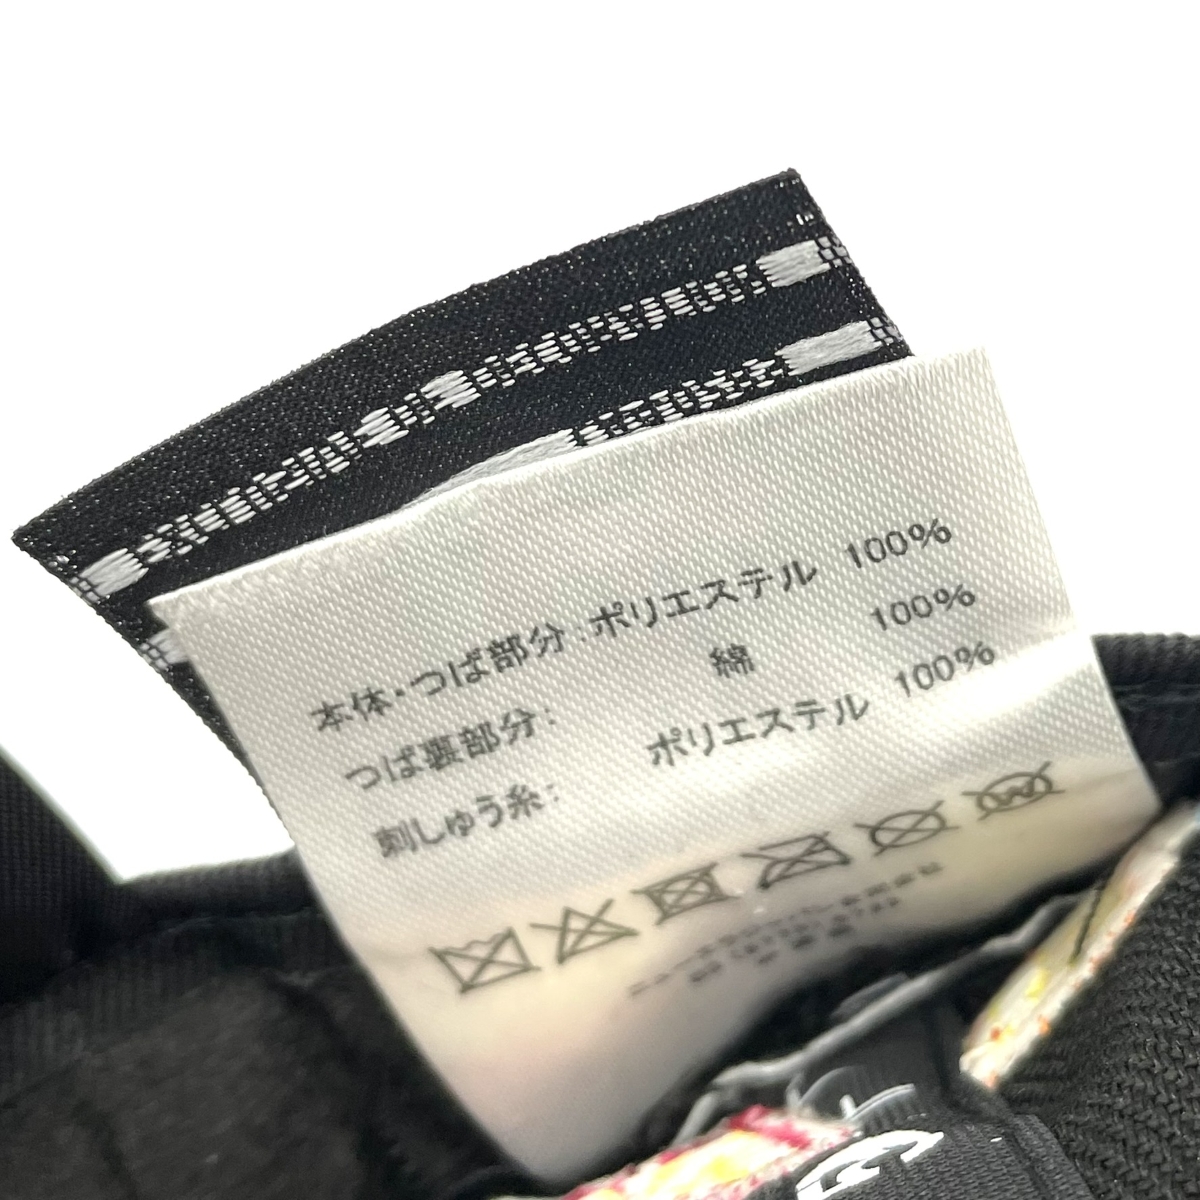 本体・つば部分:ポリエステル 100%
つば裏部分: 綿 100%
刺しゅう糸: ポリエステル 100%